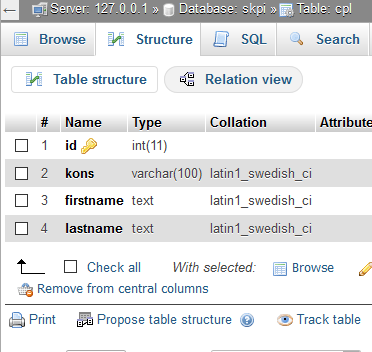 Server: 127.0.0.1 » Database: skpi » Table: cpl
Browse Structure SQL Search
Table structure Relation view
# Name Type Collation Attribute
1 id int(11)
2 kons varchar(100) latin1_swedish_ci
3 firstname text latin1_swedish_ci
4 lastname text latin1_swedish_ci
Check all With selected: Browse
Remove from central columns
Print Propose table structure Track table